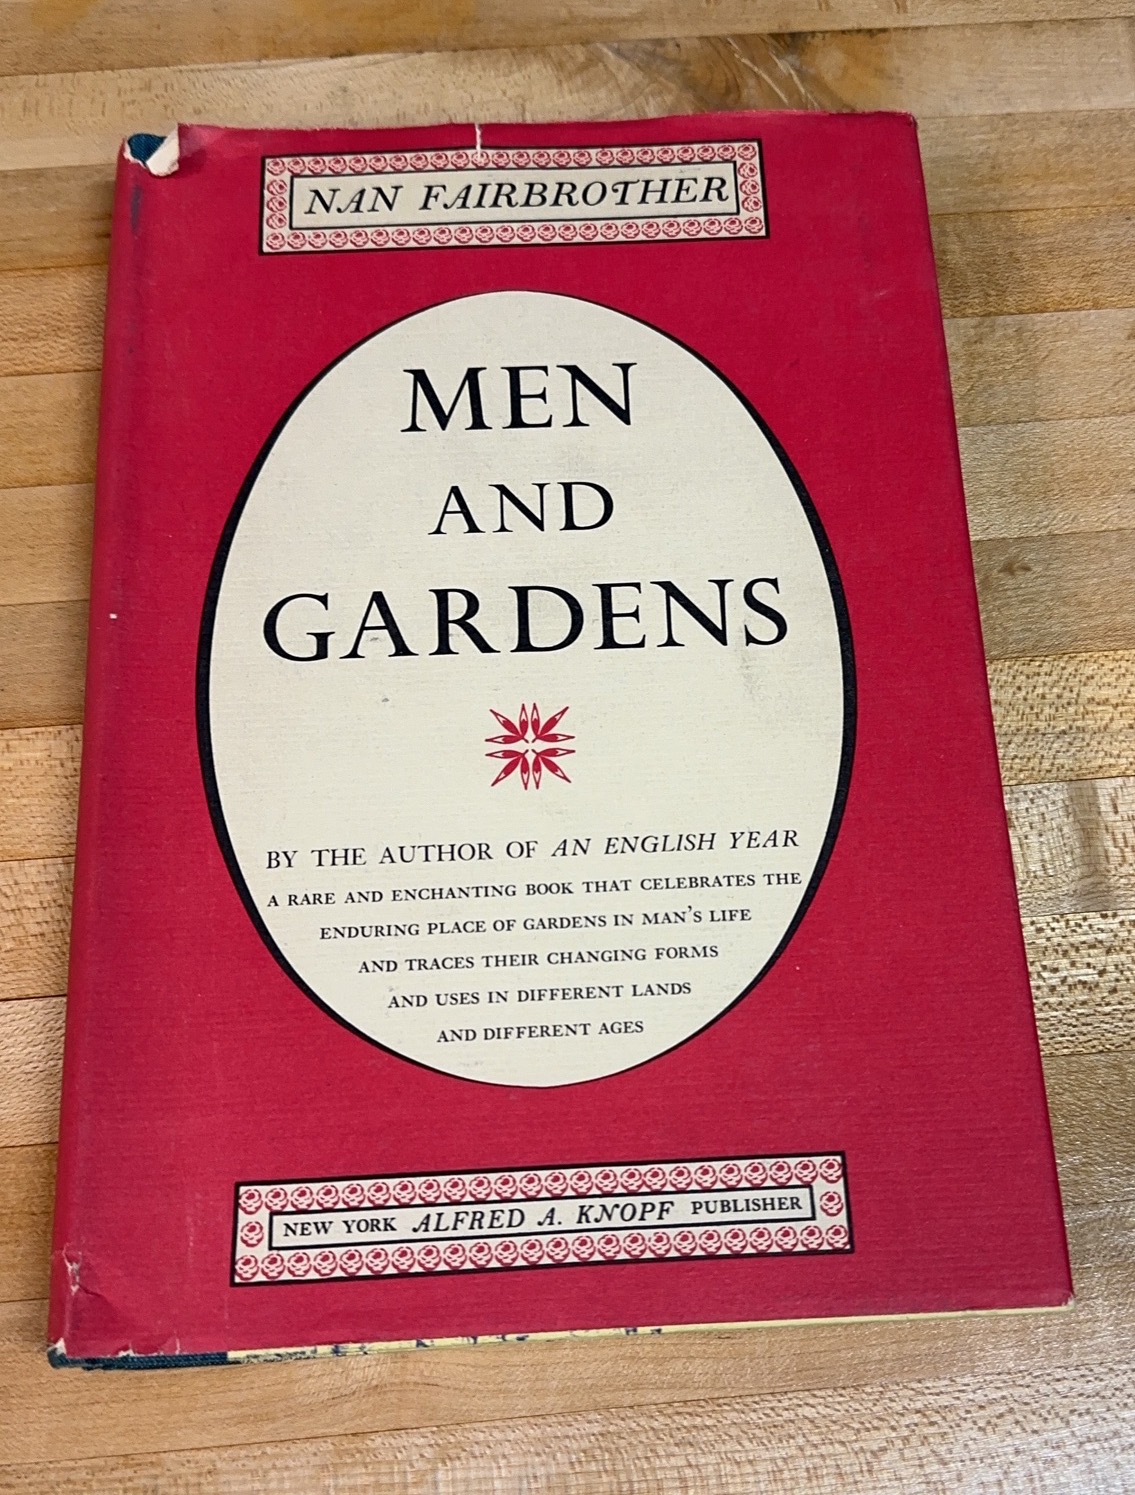 NAN FAIRBROTHER
MEN
AND
GARDENS
BY THE AUTHOR OF AN ENGLISH YEAR
A RARE AND ENCHANTING BOOK THAT CELEBRATES THE
ENDURING PLACE OF GARDENS IN MAN'S LIFE
AND TRACES THEIR CHANGING FORMS
AND USES IN DIFFERENT LANDS
AND DIFFERENT AGES
NEW YORK ALFRED A. KNOPF PUBLISHER